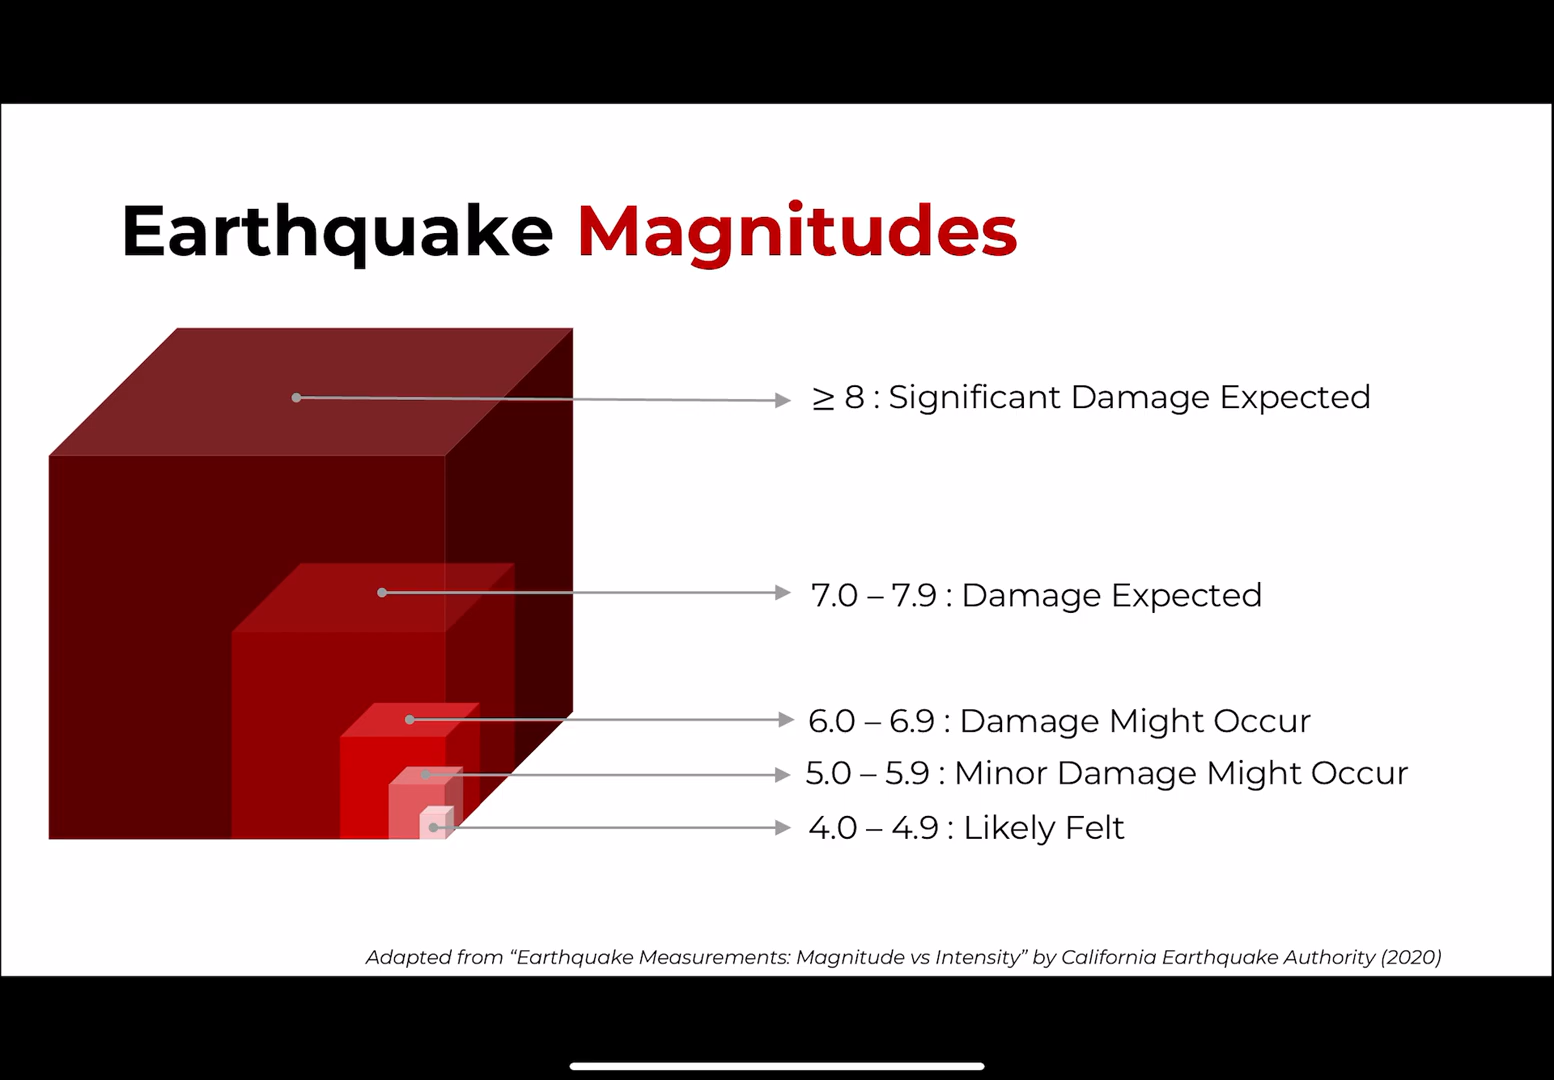 Earthquake Magnitudes
≥ 8 : Significant Damage Expected
7.0 – 7.9 : Damage Expected
6.0 – 6.9 : Damage Might Occur
5.0 – 5.9 : Minor Damage Might Occur
4.0 – 4.9 : Likely Felt
Adapted from “Earthquake Measurements: Magnitude vs Intensity” by California Earthquake Authority (2020)